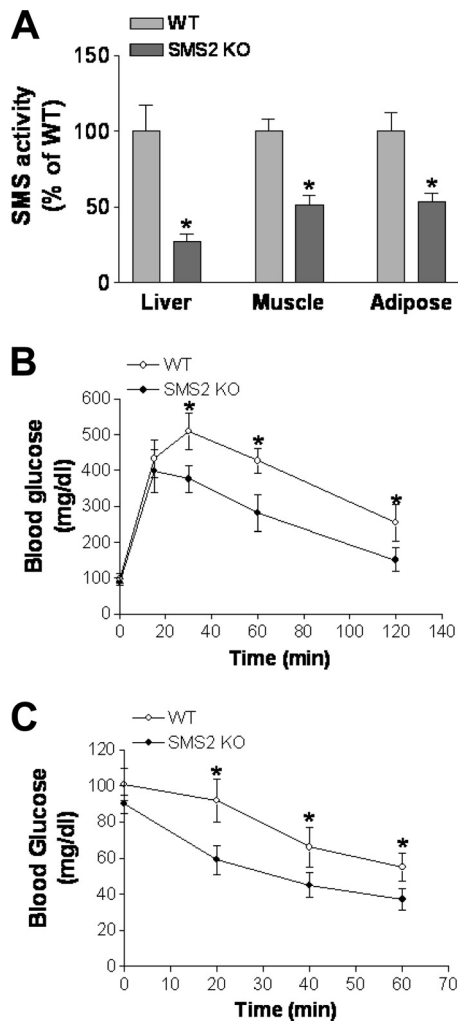 A
WT
SMS2 KO
SMS activity
(% of WT)
150
100
50
0
*
*
*
Liver Muscle Adipose
B
WT
SMS2 KO
Blood glucose
(mg/dl)
600
500
400
300
200
100
0
*
*
*
0 20 40 60 80 100 120 140
Time (min)
C
WT
SMS2 KO
Blood Glucose
(mg/dl)
120
100
80
60
40
20
0
*
*
*
0 10 20 30 40 50 60 70
Time (min)